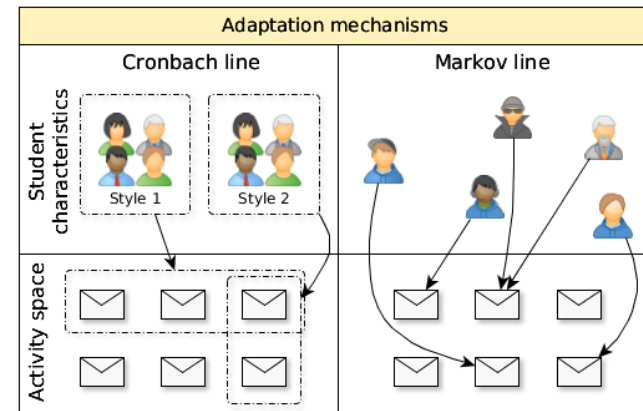 Adaptation mechanisms
Cronbach line
Markov line
Student
characteristics
Style 1
Style 2
Activity space